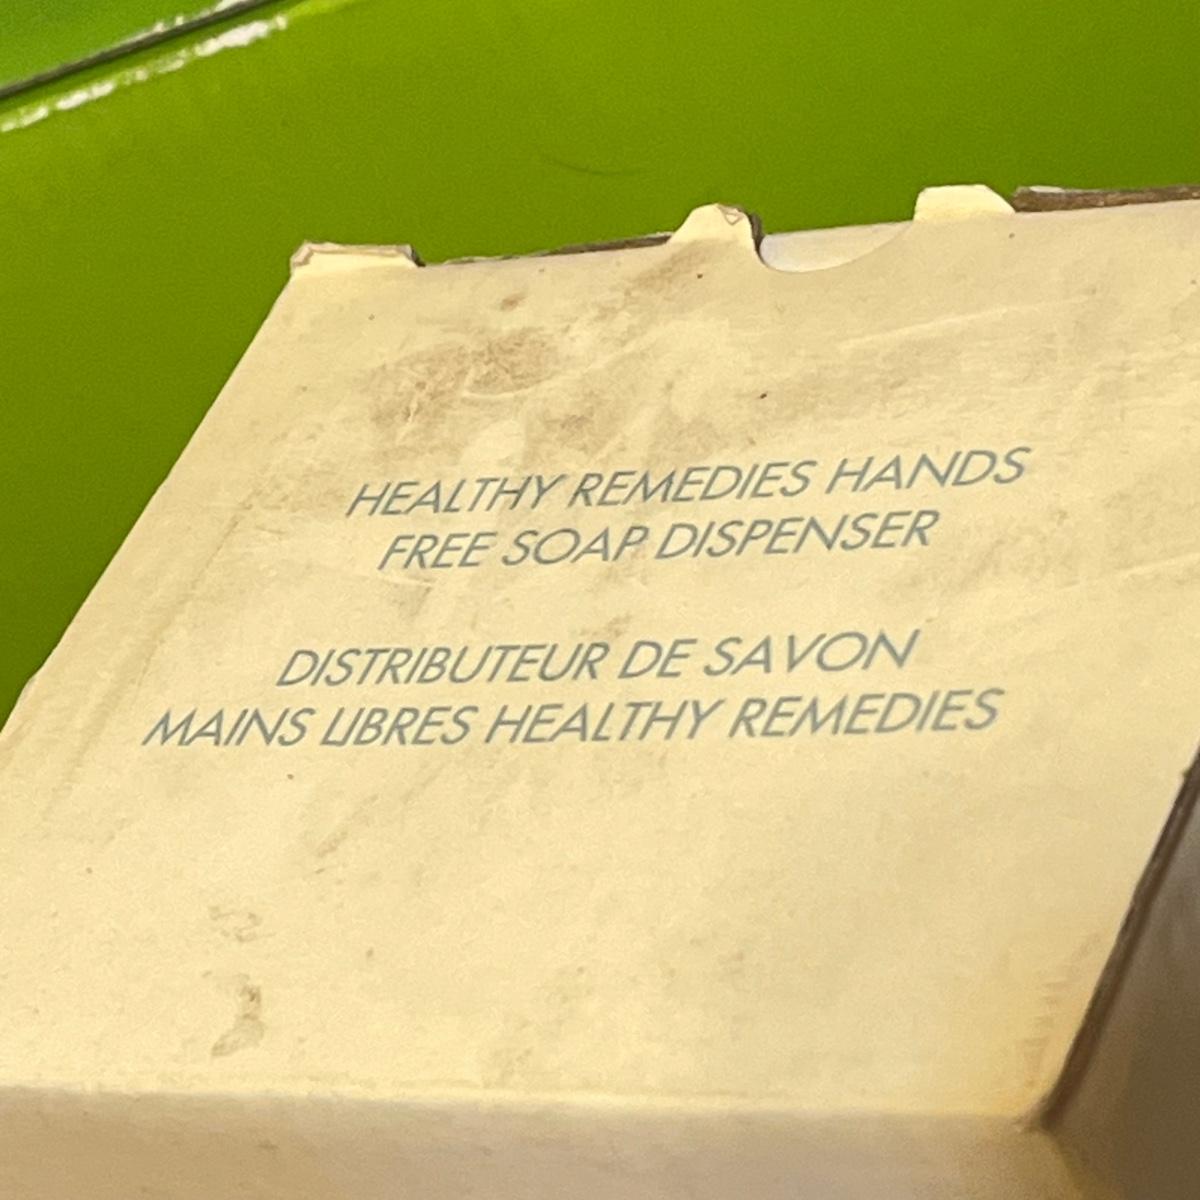 HEALTHY REMEDIES HANDS
FREE SOAP DISPENSER
DISTRIBUTEUR DE SAVON
MAINS LIBRES HEALTHY REMEDIES